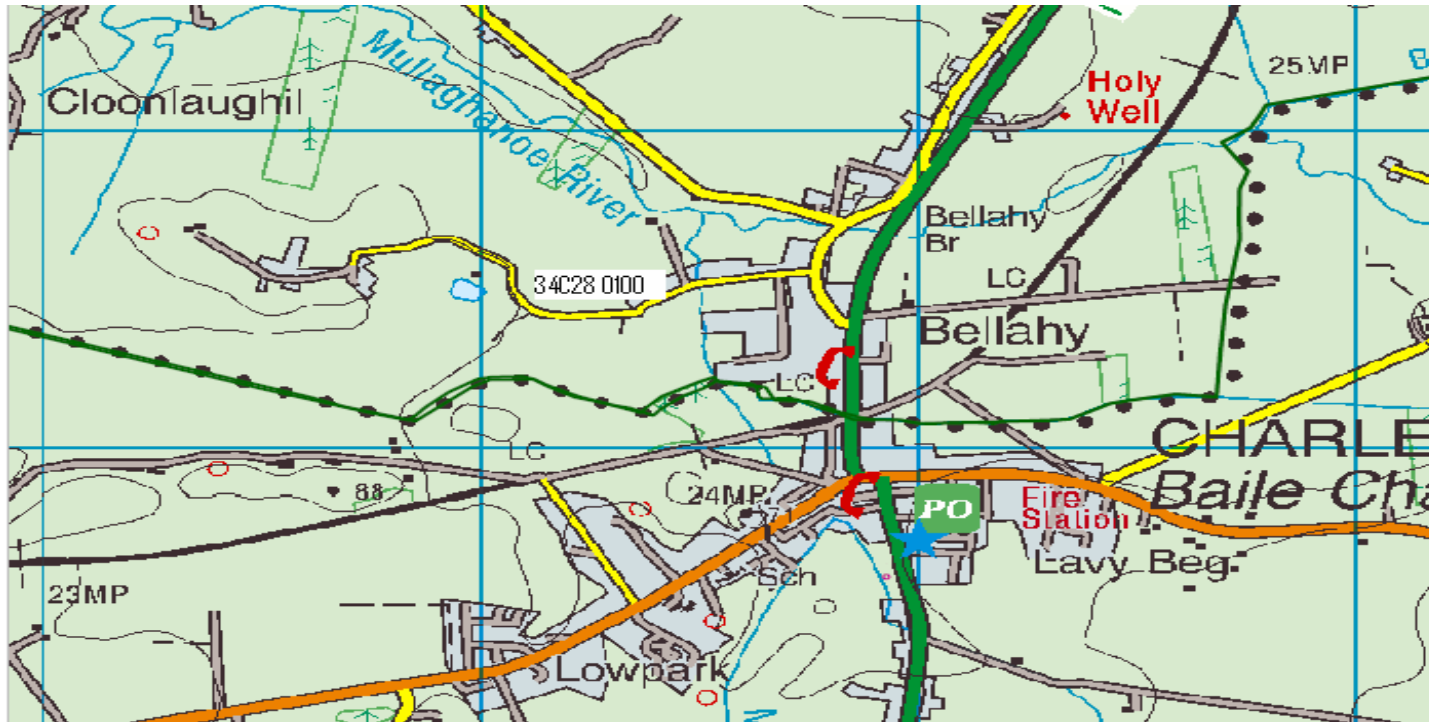 25MP
Holy
Well
Cloonlaughil
Mullaghanoe River
Bellahy
Br
LC
34C28 0100
Bellahy
LC
LC
CHARLE
Baile Cha
88
24MP
PO
Fire
Station
Lavy Beg
Sch
23MP
Lowpark